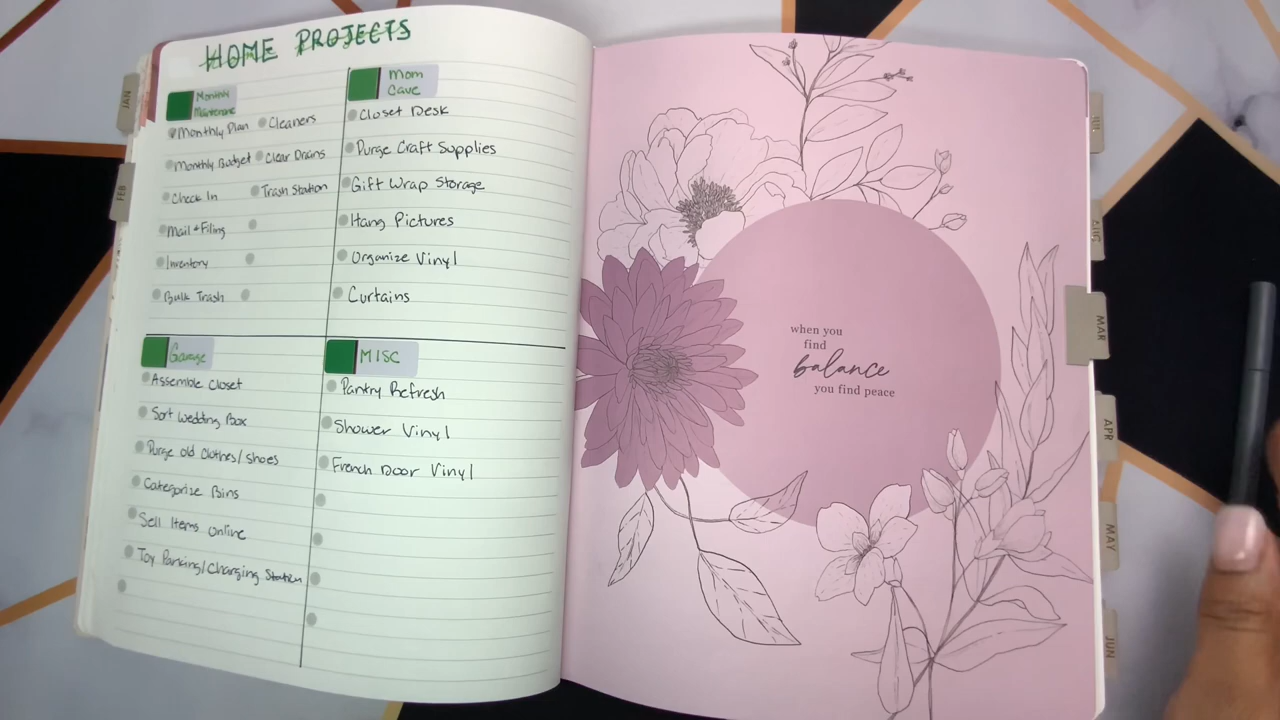 HOME PROJECTS
Monthly
Maintenance
Monthly Plan
Cleaners
Monthly Budget
Clear Drains
Check In
Trash Station
Mail + Filing
Inventory
Bulk Trash
Mom
Cave
Closet Desk
Purge Craft Supplies
Gift Wrap Storage
Hang Pictures
Organize Vinyl
Curtains
Garage
Assemble Closet
Sort Wedding Box
Purge old clothes/shoes
Categorize Bins
Sell Items online
Toy Parking/Charging Station
MISC
Pantry Refresh
Shower Vinyl
French Door Vinyl
when you
find
balance
you find peace
JAN
FEB
JUL
AUG
MAR
APR
MAY
JUN